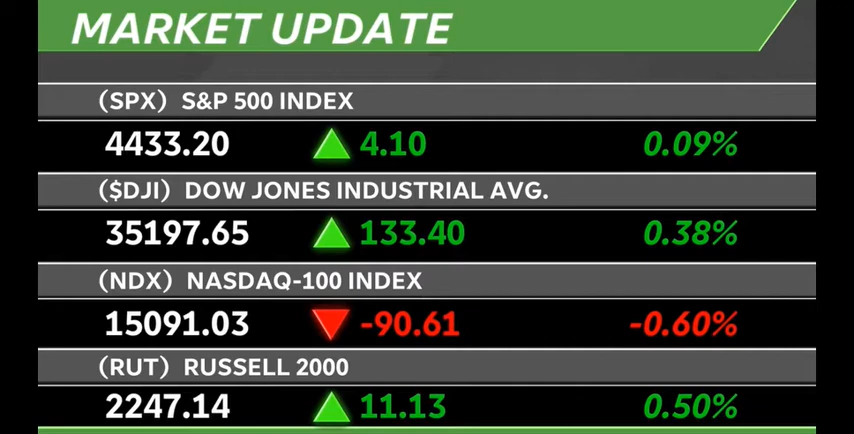 MARKET UPDATE
(SPX) S&P 500 INDEX
4433.20 ▲ 4.10 0.09%
($DJI) DOW JONES INDUSTRIAL AVG.
35197.65 ▲ 133.40 0.38%
(NDX) NASDAQ-100 INDEX
15091.03 ▼ -90.61 -0.60%
(RUT) RUSSELL 2000
2247.14 ▲ 11.13 0.50%